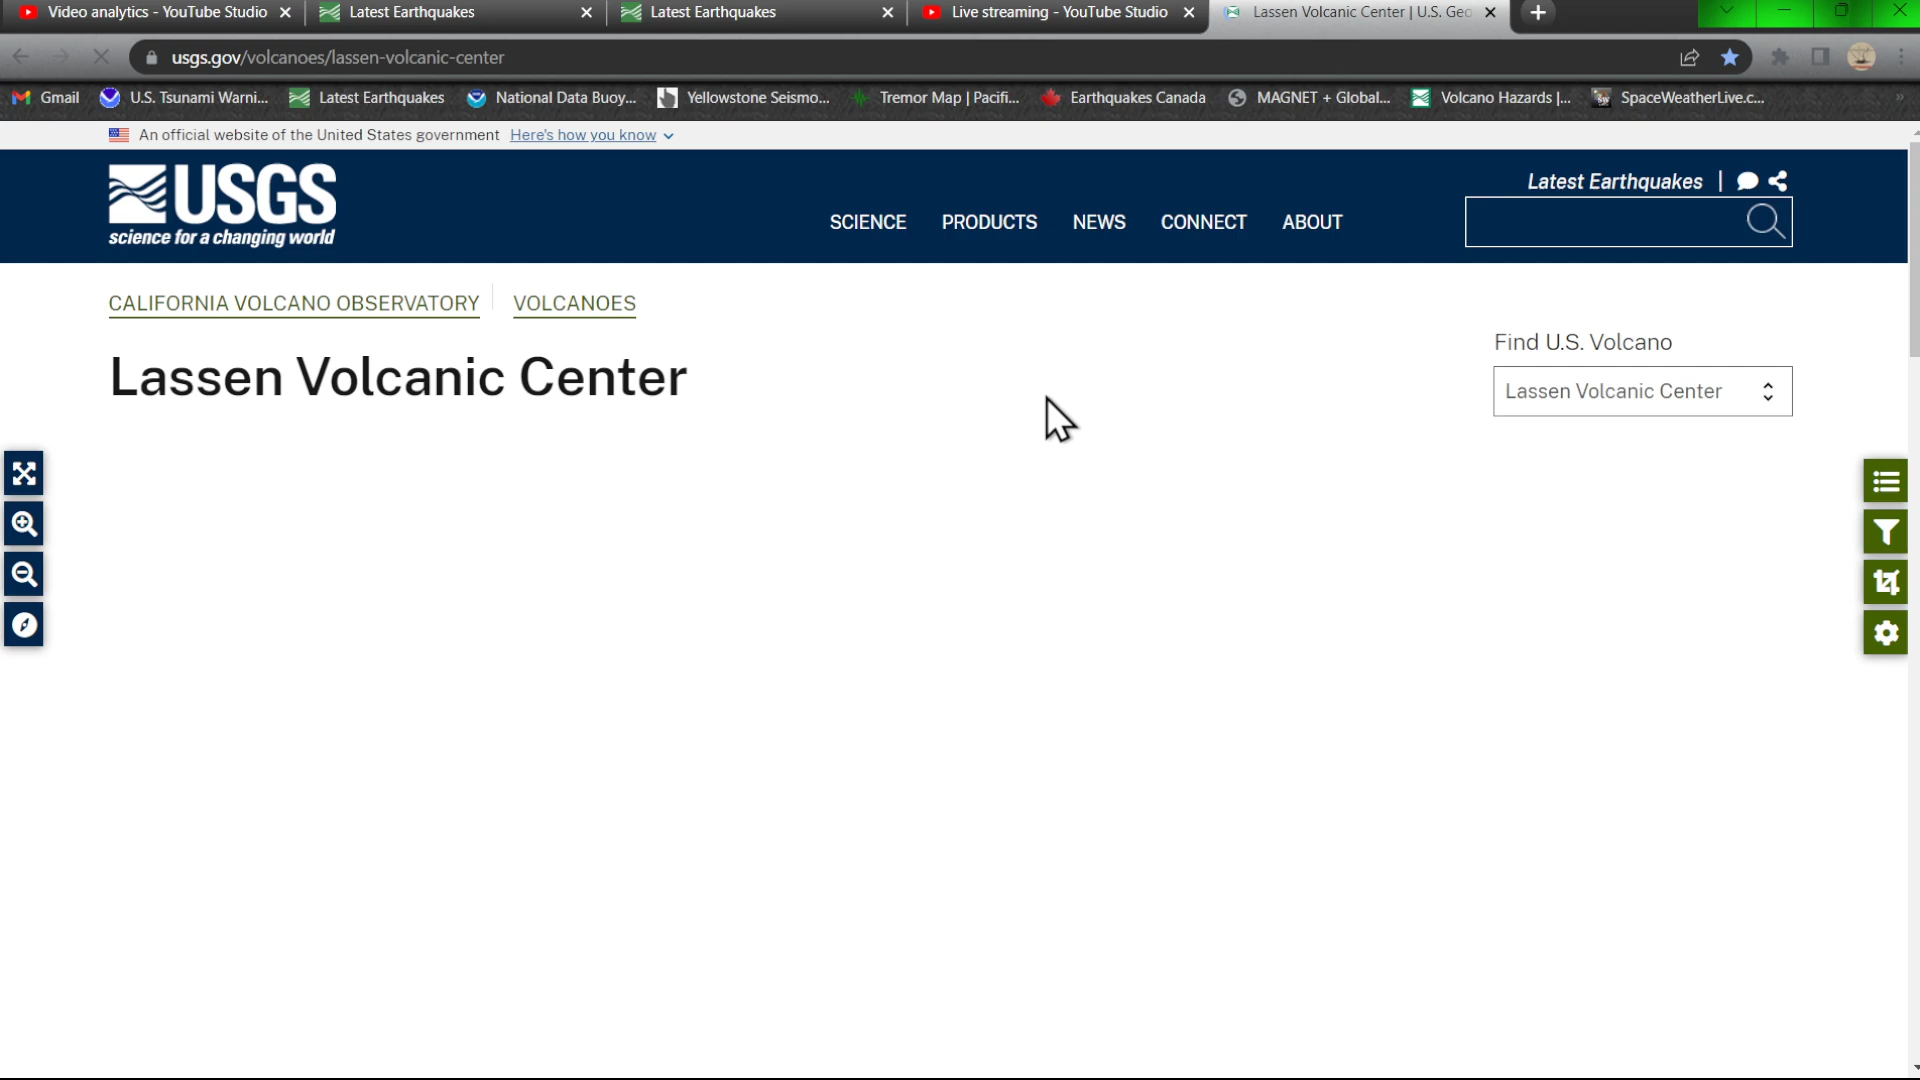 Video analytics - YouTube Studio
Latest Earthquakes
Latest Earthquakes
Live streaming - YouTube Studio
Lassen Volcanic Center | U.S. Geo
usgs.gov/volcanoes/lassen-volcanic-center
Gmail
U.S. Tsunami Warni...
Latest Earthquakes
National Data Buoy...
Yellowstone Seismo...
Tremor Map | Pacifi...
Earthquakes Canada
MAGNET + Global...
Volcano Hazards |...
SpaceWeatherLive.c...
An official website of the United States government Here's how you know
USGS
science for a changing world
Latest Earthquakes |
SCIENCE PRODUCTS NEWS CONNECT ABOUT
CALIFORNIA VOLCANO OBSERVATORY VOLCANOES
Find U.S. Volcano
Lassen Volcanic Center
Lassen Volcanic Center